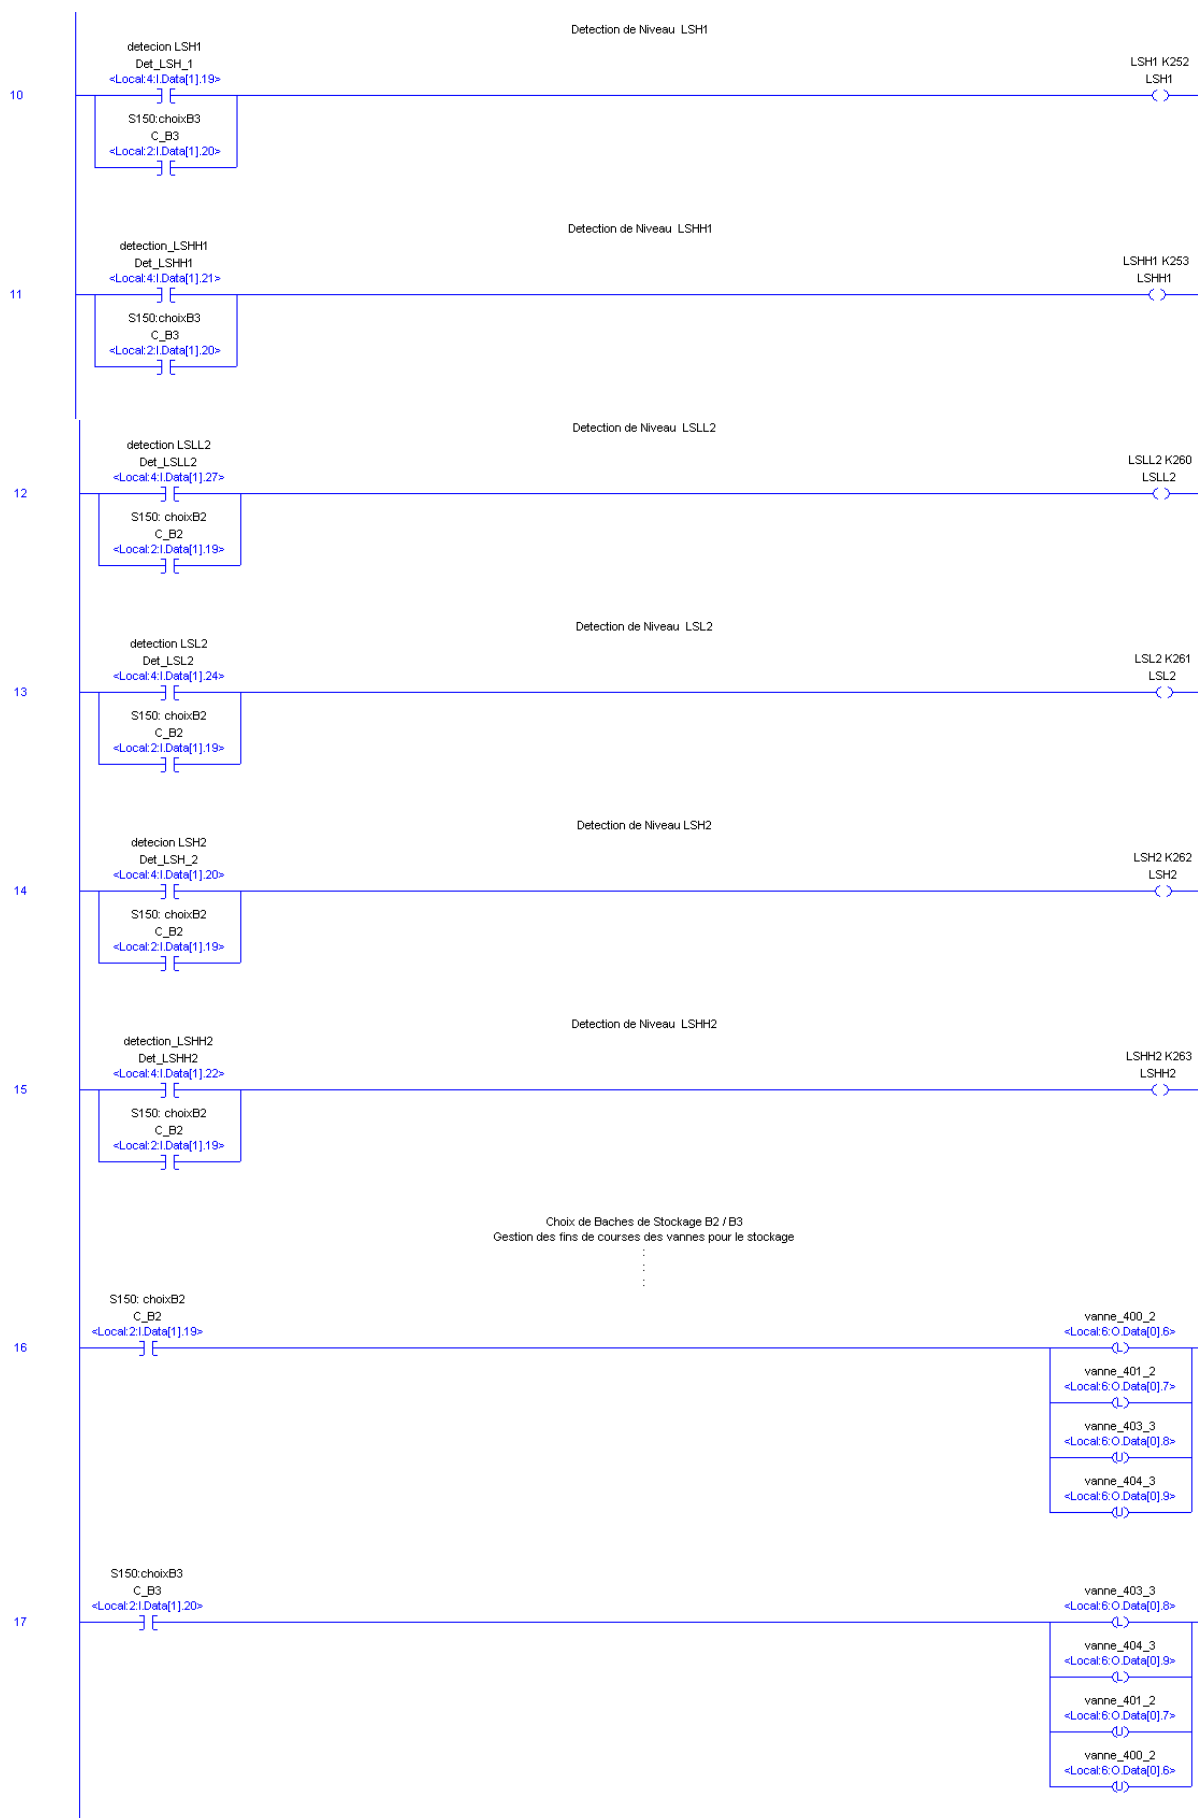 Detection de Niveau LSH1
detecion LSH1
Det_LSH_1
<Local:4:I.Data[1].19>
LSH1 K252
LSH1
10
S150:choixB3
C_B3
<Local:2:I.Data[1].20>
Detection de Niveau LSHH1
detection_LSHH1
Det_LSHH1
<Local:4:I.Data[1].21>
LSHH1 K253
LSHH1
11
S150:choixB3
C_B3
<Local:2:I.Data[1].20>
Detection de Niveau LSLL2
detection LSLL2
Det_LSLL2
<Local:4:I.Data[1].27>
LSLL2 K260
LSLL2
12
S150: choixB2
C_B2
<Local:2:I.Data[1].19>
Detection de Niveau LSL2
detection LSL2
Det_LSL2
<Local:4:I.Data[1].24>
LSL2 K261
LSL2
13
S150: choixB2
C_B2
<Local:2:I.Data[1].19>
Detection de Niveau LSH2
detecion LSH2
Det_LSH_2
<Local:4:I.Data[1].20>
LSH2 K262
LSH2
14
S150: choixB2
C_B2
<Local:2:I.Data[1].19>
Detection de Niveau LSHH2
detection_LSHH2
Det_LSHH2
<Local:4:I.Data[1].22>
LSHH2 K263
LSHH2
15
S150: choixB2
C_B2
<Local:2:I.Data[1].19>
Choix de Baches de Stockage B2 / B3
Gestion des fins de courses des vannes pour le stockage
:
:
:
S150: choixB2
C_B2
<Local:2:I.Data[1].19>
16
vanne_400_2
<Local:6:O.Data[0].6>
L
vanne_401_2
<Local:6:O.Data[0].7>
L
vanne_403_3
<Local:6:O.Data[0].8>
U
vanne_404_3
<Local:6:O.Data[0].9>
U
S150:choixB3
C_B3
<Local:2:I.Data[1].20>
17
vanne_403_3
<Local:6:O.Data[0].8>
L
vanne_404_3
<Local:6:O.Data[0].9>
L
vanne_401_2
<Local:6:O.Data[0].7>
U
vanne_400_2
<Local:6:O.Data[0].6>
U